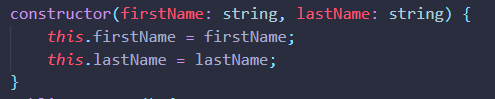 constructor(firstName: string, lastName: string) {
    this.firstName = firstName;
    this.lastName = lastName;
}